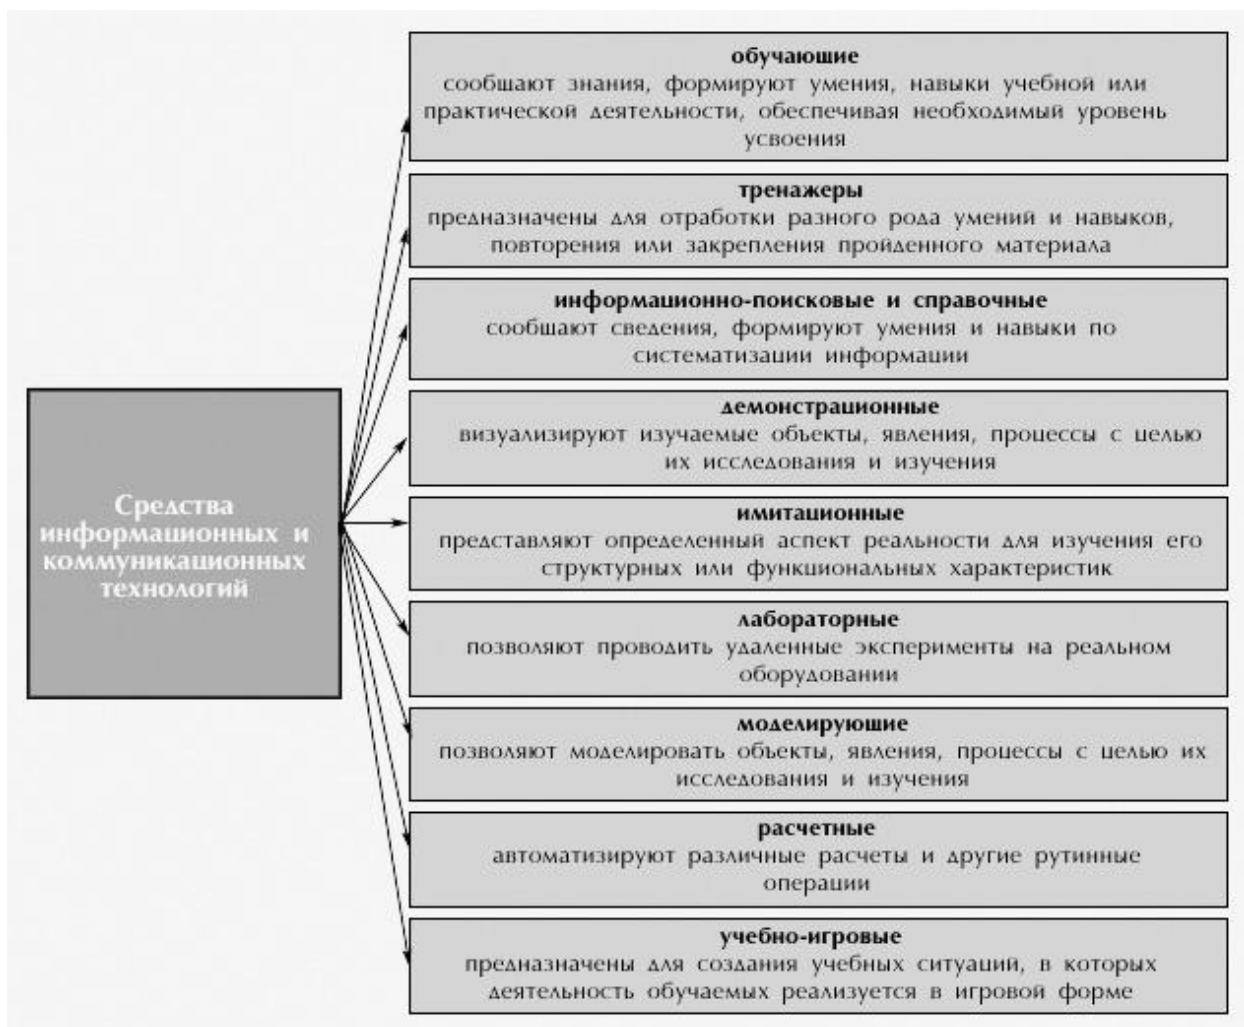 Средства
информационных и
коммуникационных
технологий
обучающие
сообщают знания, формируют умения, навыки учебной или
практической деятельности, обеспечивая необходимый уровень
усвоения
тренажеры
предназначены для отработки разного рода умений и навыков,
повторения или закрепления пройденного материала
информационно-поисковые и справочные
сообщают сведения, формируют умения и навыки по
систематизации информации
демонстрационные
визуализируют изучаемые объекты, явления, процессы с целью
их исследования и изучения
имитационные
представляют определенный аспект реальности для изучения его
структурных или функциональных характеристик
лабораторные
позволяют проводить удаленные эксперименты на реальном
оборудовании
моделирующие
позволяют моделировать объекты, явления, процессы с целью их
исследования и изучения
расчетные
автоматизируют различные расчеты и другие рутинные
операции
учебно-игровые
предназначены для создания учебных ситуаций, в которых
деятельность обучаемых реализуется в игровой форме